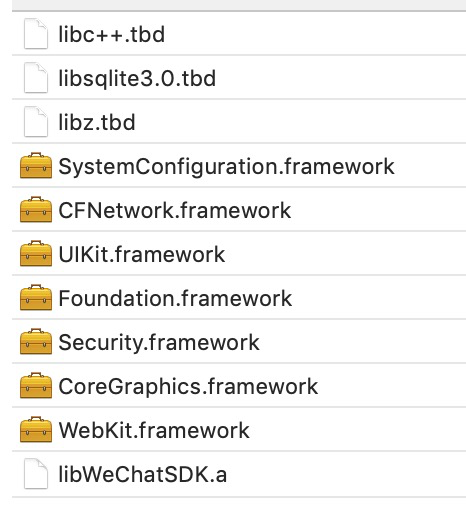 libc++.tbd
libsqlite3.0.tbd
libz.tbd
SystemConfiguration.framework
CFNetwork.framework
UIKit.framework
Foundation.framework
Security.framework
CoreGraphics.framework
WebKit.framework
libWeChatSDK.a